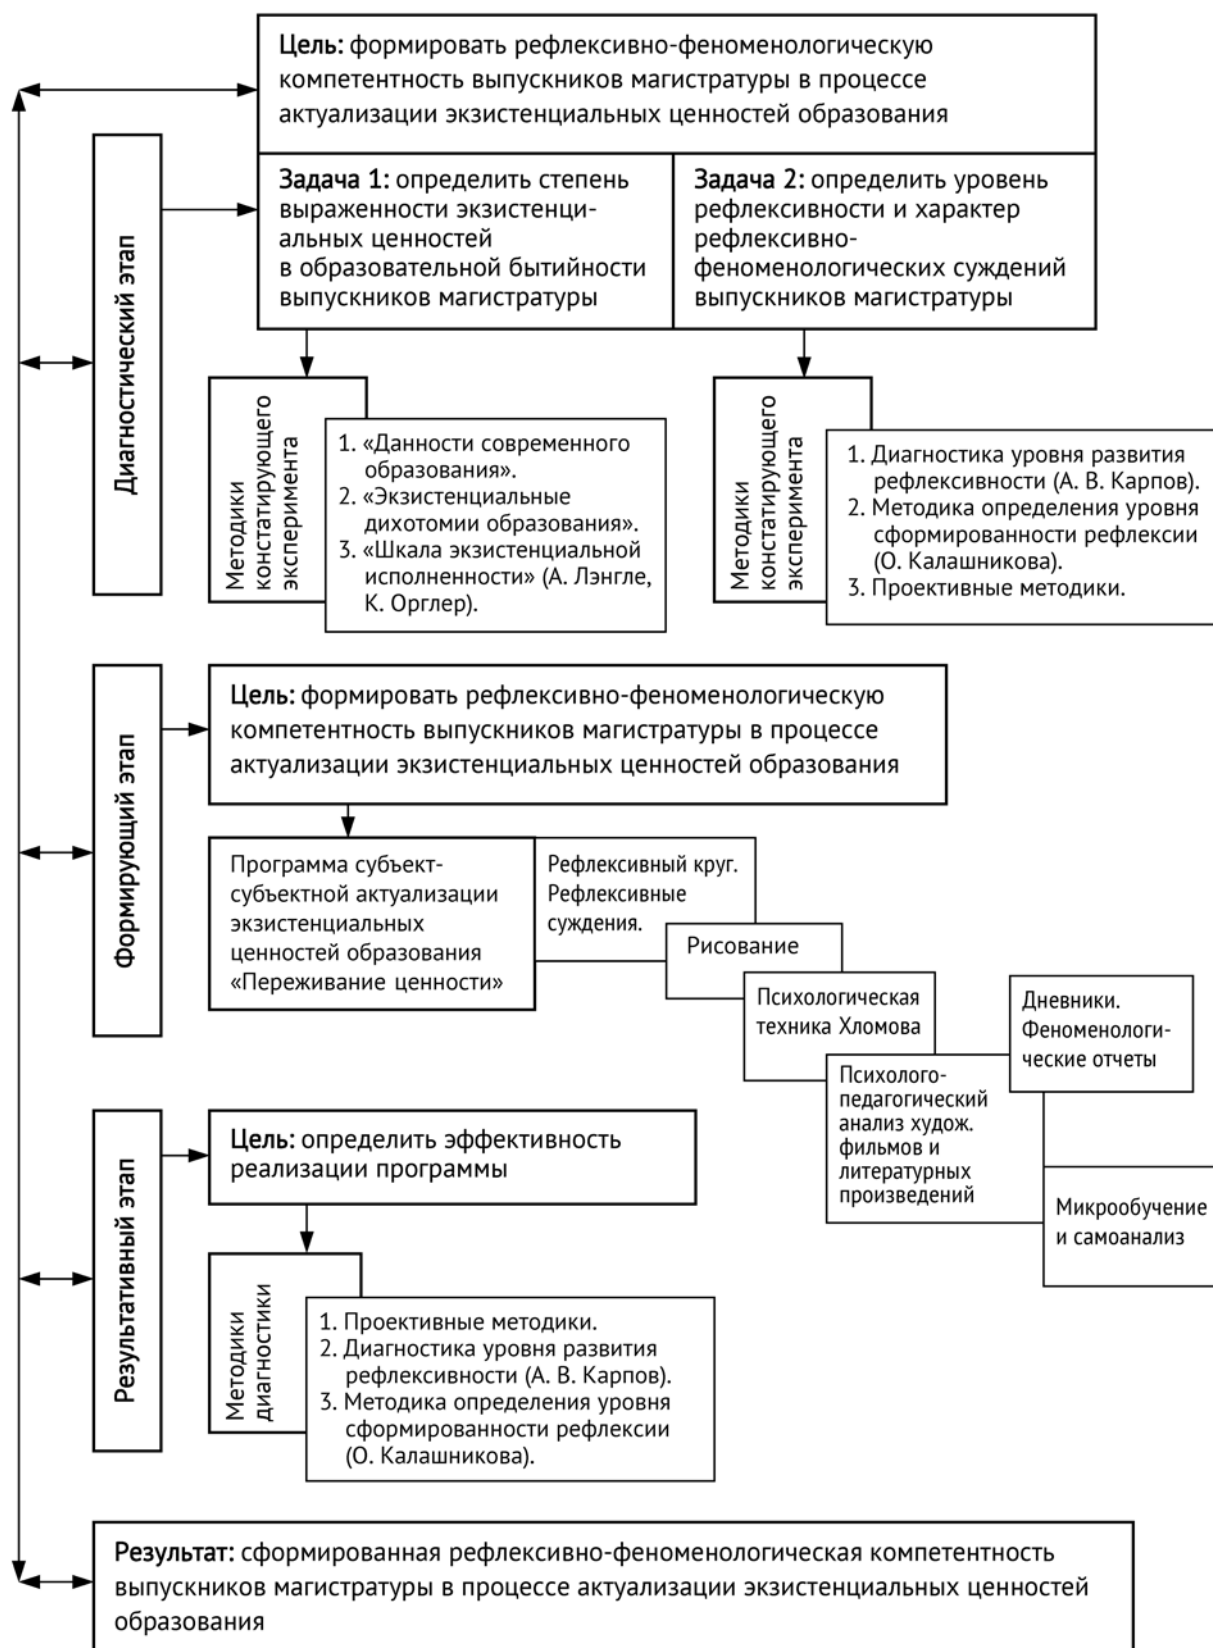 Цель: формировать рефлексивно-феноменологическую
компетентность выпускников магистратуры в процессе
актуализации экзистенциальных ценностей образования
Диагностический этап
Задача 1: определить степень
выраженности экзистенци-
альных ценностей
в образовательной бытийности
выпускников магистратуры
Задача 2: определить уровень
рефлексивности и характер
рефлексивно-
феноменологических суждений
выпускников магистратуры
Методики
констатирующего
эксперимента
1. «Данности современного
образования».
2. «Экзистенциальные
дихотомии образования».
3. «Шкала экзистенциальной
исполненности» (А. Лэнгле,
К. Орглер).
Методики
констатирующего
эксперимента
1. Диагностика уровня развития
рефлексивности (А. В. Карпов).
2. Методика определения уровня
сформированности рефлексии
(О. Калашникова).
3. Проективные методики.
Формирующий этап
Цель: формировать рефлексивно-феноменологическую
компетентность выпускников магистратуры в процессе
актуализации экзистенциальных ценностей образования
Программа субъект-
субъектной актуализации
экзистенциальных
ценностей образования
«Переживание ценности»
Рефлексивный круг.
Рефлексивные
суждения.
Рисование
Психологическая
техника Хломова
Психолого-
педагогический
анализ худож.
фильмов и
литературных
произведений
Дневники.
Феноменологи-
ческие отчеты
Микрообучение
и самоанализ
Результативный этап
Цель: определить эффективность
реализации программы
Методики
диагностики
1. Проективные методики.
2. Диагностика уровня развития
рефлексивности (А. В. Карпов).
3. Методика определения уровня
сформированности рефлексии
(О. Калашникова).
Результат: сформированная рефлексивно-феноменологическая компетентность
выпускников магистратуры в процессе актуализации экзистенциальных ценностей
образования